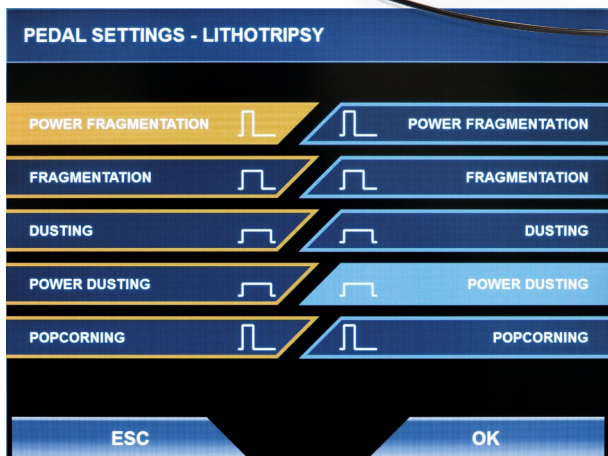 PEDAL SETTINGS - LITHOTRIPSY
POWER FRAGMENTATION POWER FRAGMENTATION
FRAGMENTATION FRAGMENTATION
DUSTING DUSTING
POWER DUSTING POWER DUSTING
POPCORNING POPCORNING
ESC OK